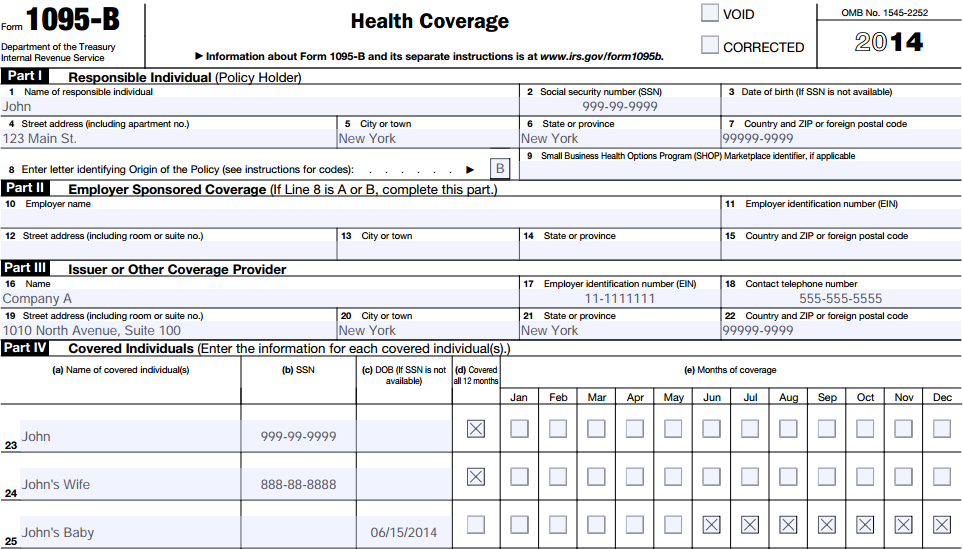 Form 1095-B
Department of the Treasury
Internal Revenue Service
Health Coverage
▶ Information about Form 1095-B and its separate instructions is at www.irs.gov/form1095b.
VOID
CORRECTED
OMB No. 1545-2252
2014
Part I Responsible Individual (Policy Holder)
1 Name of responsible individual
John
2 Social security number (SSN)
999-99-9999
3 Date of birth (If SSN is not available)
4 Street address (including apartment no.)
123 Main St.
5 City or town
New York
6 State or province
New York
7 Country and ZIP or foreign postal code
99999-9999
8 Enter letter identifying Origin of the Policy (see instructions for codes): . . . . . . ▶ B
9 Small Business Health Options Program (SHOP) Marketplace identifier, if applicable
Part II Employer Sponsored Coverage (If Line 8 is A or B, complete this part.)
10 Employer name
11 Employer identification number (EIN)
12 Street address (including room or suite no.)
13 City or town
14 State or province
15 Country and ZIP or foreign postal code
Part III Issuer or Other Coverage Provider
16 Name
Company A
17 Employer identification number (EIN)
11-1111111
18 Contact telephone number
555-555-5555
19 Street address (including room or suite no.)
1010 North Avenue, Suite 100
20 City or town
New York
21 State or province
New York
22 Country and ZIP or foreign postal code
99999-9999
Part IV Covered Individuals (Enter the information for each covered individual(s).)
(a) Name of covered individual(s)
(b) SSN
(c) DOB (If SSN is not
available)
(d) Covered
all 12 months
(e) Months of coverage
Jan Feb Mar Apr May Jun Jul Aug Sep Oct Nov Dec
23 John 999-99-9999
24 John's Wife 888-88-8888
25 John's Baby 06/15/2014